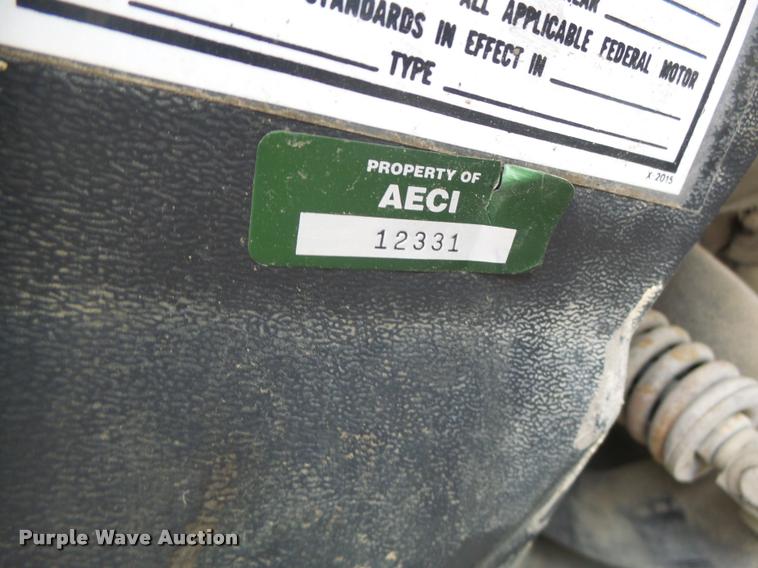 ALL APPLICABLE FEDERAL MOTOR
STANDARDS IN EFFECT IN
TYPE
X-2015
PROPERTY OF
AECI
12331
Purple Wave Auction®